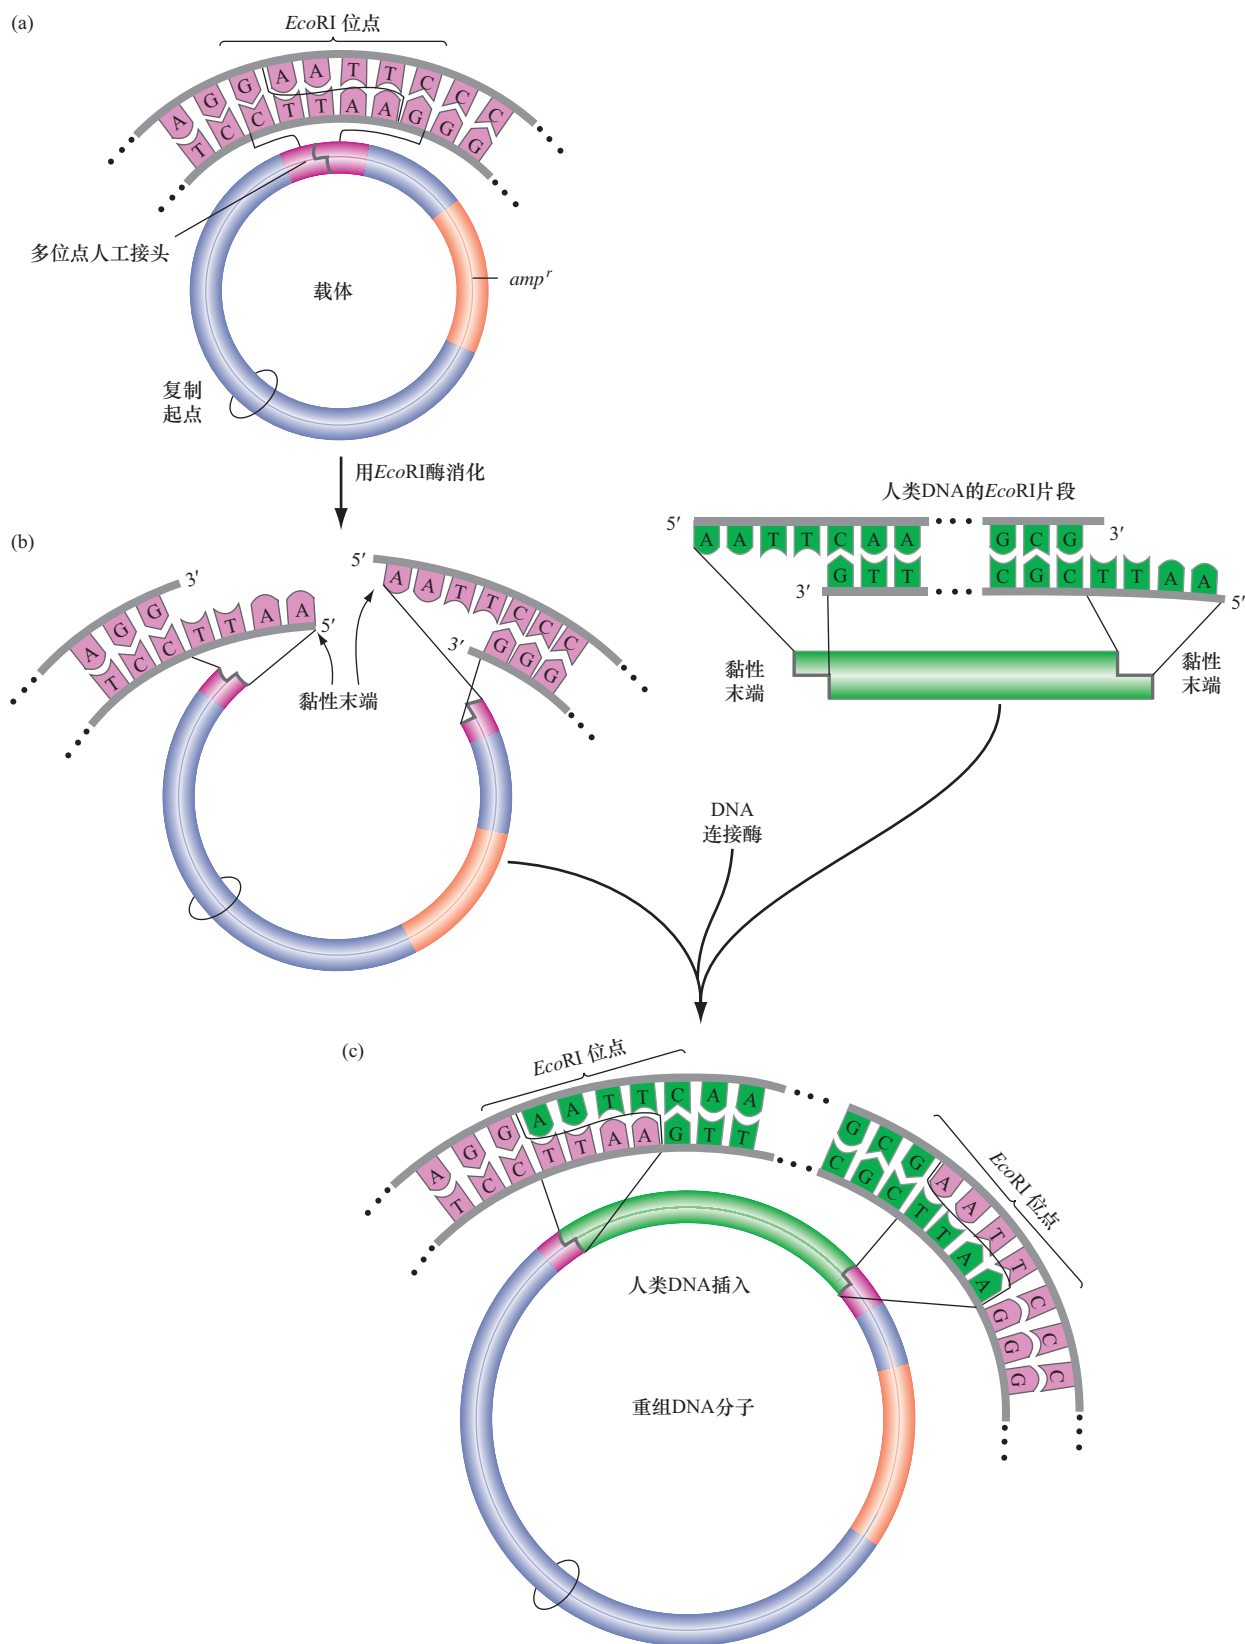 (a)
EcoRI 位点
A G G A A T T C C C
T C C T T A A G G G
多位点人工接头
载体
amp^r
复制
起点
用EcoRI酶消化
人类DNA的EcoRI片段
5′ A A T T C A A G C G 3′
3′ G T T C G C T T A A 5′
黏性
末端
黏性
末端
(b)
A G G 3′
T C C T T A A 5′
5′ A A T T C C C
3′ G G G
黏性末端
DNA
连接酶
(c)
EcoRI 位点
A G G A A T T C A A
T C C T T A A G T T
G C G A A T T C C C
C G C T T A A G G G
EcoRI 位点
人类DNA插入
重组DNA分子